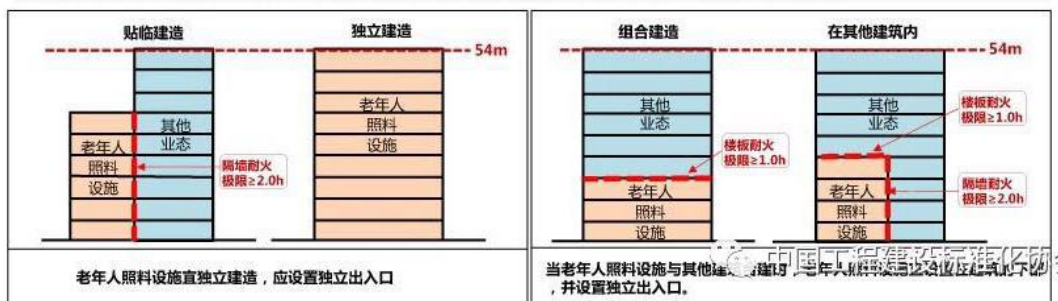 贴临建造
独立建造
54m
其他
业态
老年人
照料
设施
隔墙耐火
极限≥2.0h
老年人
照料
设施
老年人照料设施直独立建造,应设置独立出入口
组合建造
在其他建筑内
54m
其他
业态
楼板耐火
极限≥1.0h
老年人
照料
设施
其他
业态
楼板耐火
极限≥1.0h
老年人
照料
设施
隔墙耐火
极限≥2.0h
中国工程建设标准化协会
当老年人照料设施与其他建筑
,并设置独立出入口。